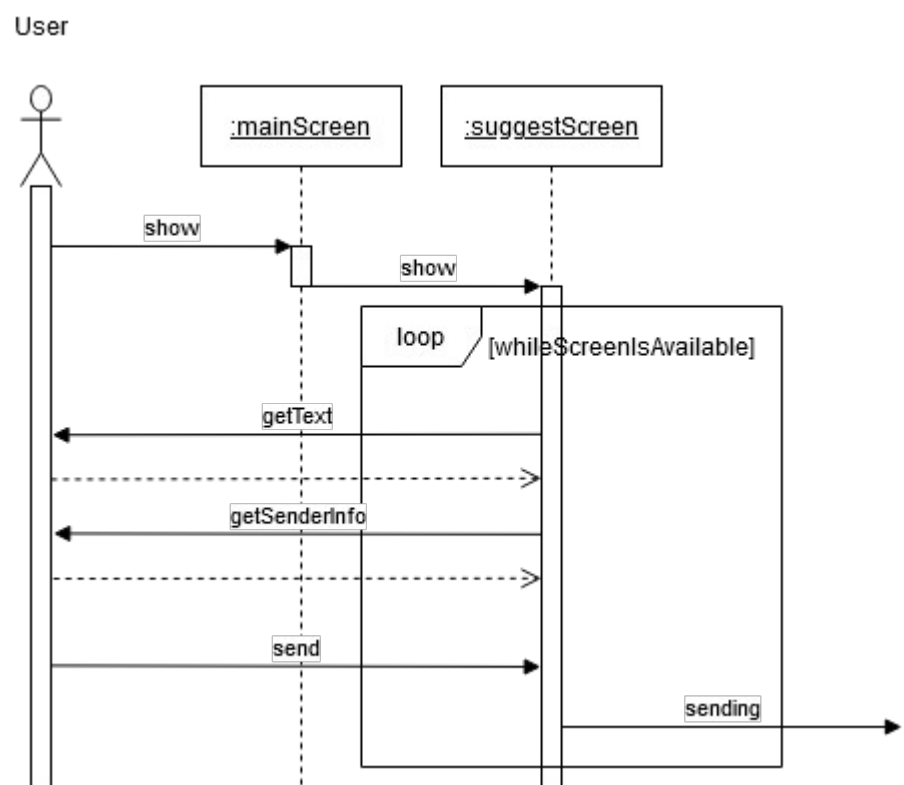 User
:mainScreen
:suggestScreen
show
show
loop
[whileScreenIsAvailable]
getText
getSenderInfo
send
sending